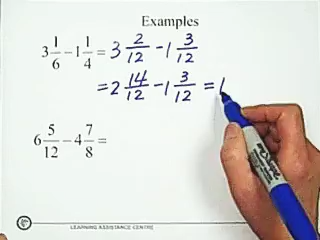 Examples
3 1/6 - 1 1/4 = 3 2/12 - 1 3/12
= 2 14/12 - 1 3/12 = 1
6 5/12 - 4 7/8 =
LEARNING ASSISTANCE CENTRE